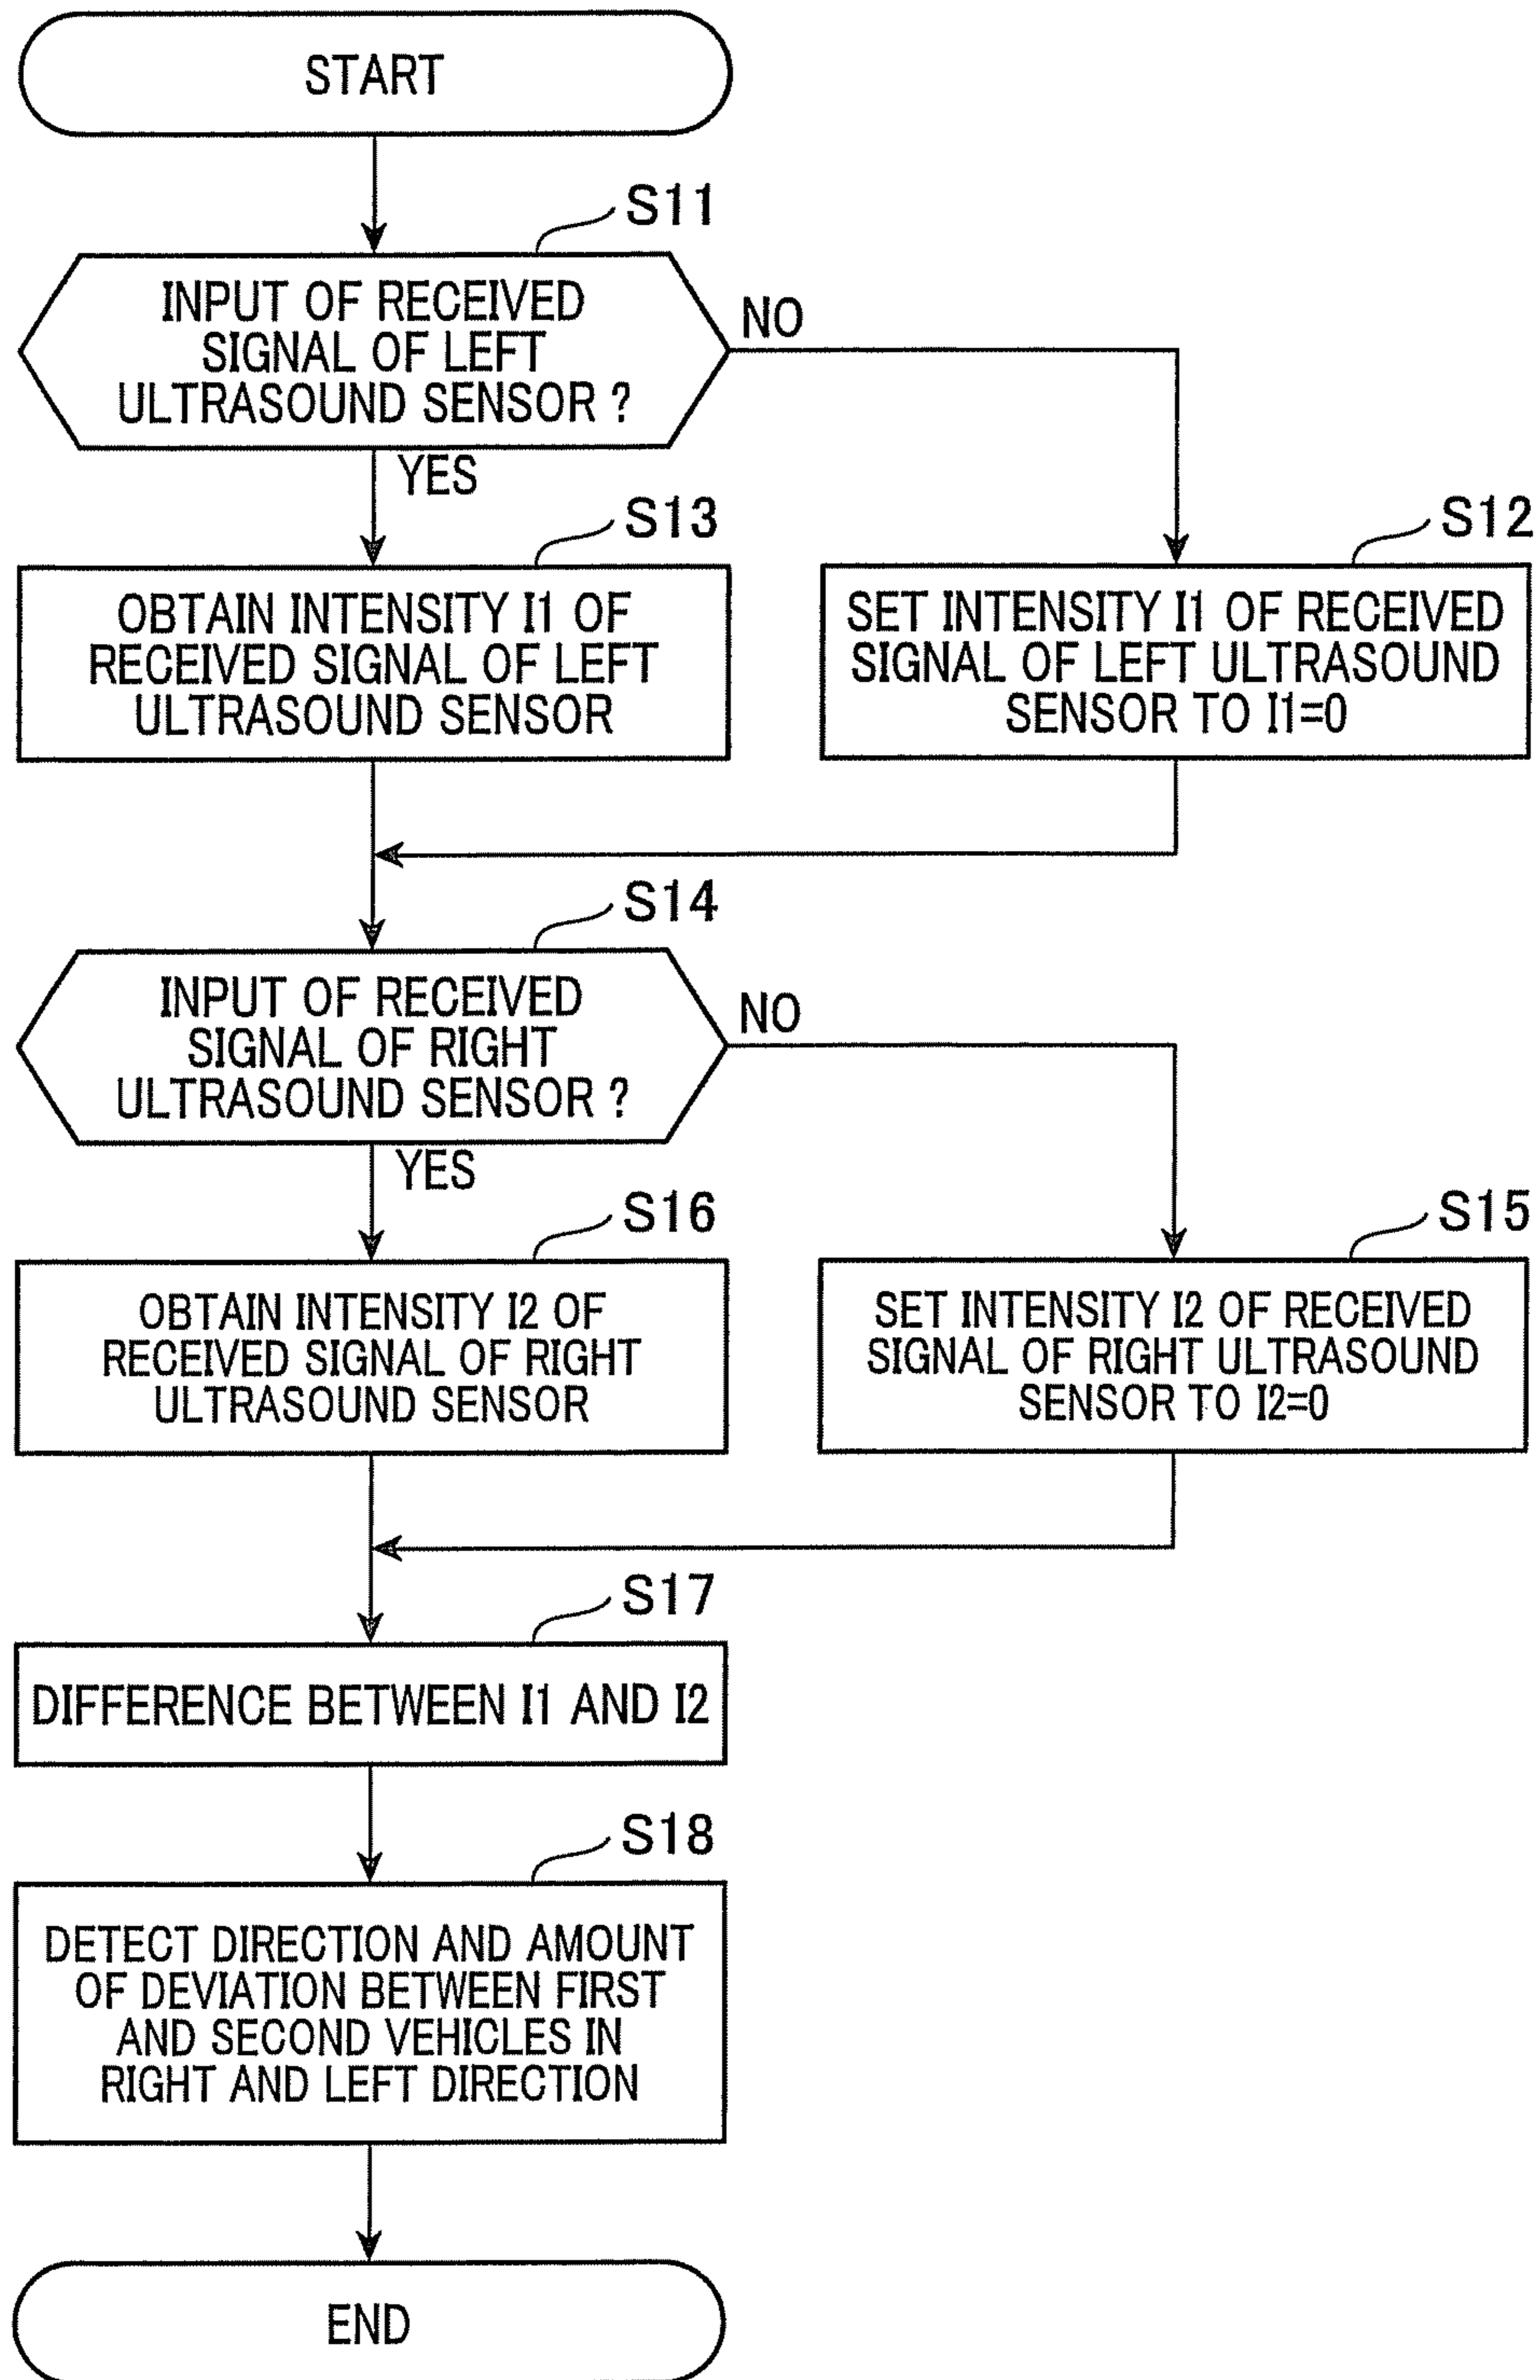 START
S11
INPUT OF RECEIVED
SIGNAL OF LEFT
ULTRASOUND SENSOR ?
NO
YES
S13
OBTAIN INTENSITY I1 OF
RECEIVED SIGNAL OF LEFT
ULTRASOUND SENSOR
S12
SET INTENSITY I1 OF RECEIVED
SIGNAL OF LEFT ULTRASOUND
SENSOR TO I1=0
S14
INPUT OF RECEIVED
SIGNAL OF RIGHT
ULTRASOUND SENSOR ?
NO
YES
S16
OBTAIN INTENSITY I2 OF
RECEIVED SIGNAL OF RIGHT
ULTRASOUND SENSOR
S15
SET INTENSITY I2 OF RECEIVED
SIGNAL OF RIGHT ULTRASOUND
SENSOR TO I2=0
S17
DIFFERENCE BETWEEN I1 AND I2
S18
DETECT DIRECTION AND AMOUNT
OF DEVIATION BETWEEN FIRST
AND SECOND VEHICLES IN
RIGHT AND LEFT DIRECTION
END